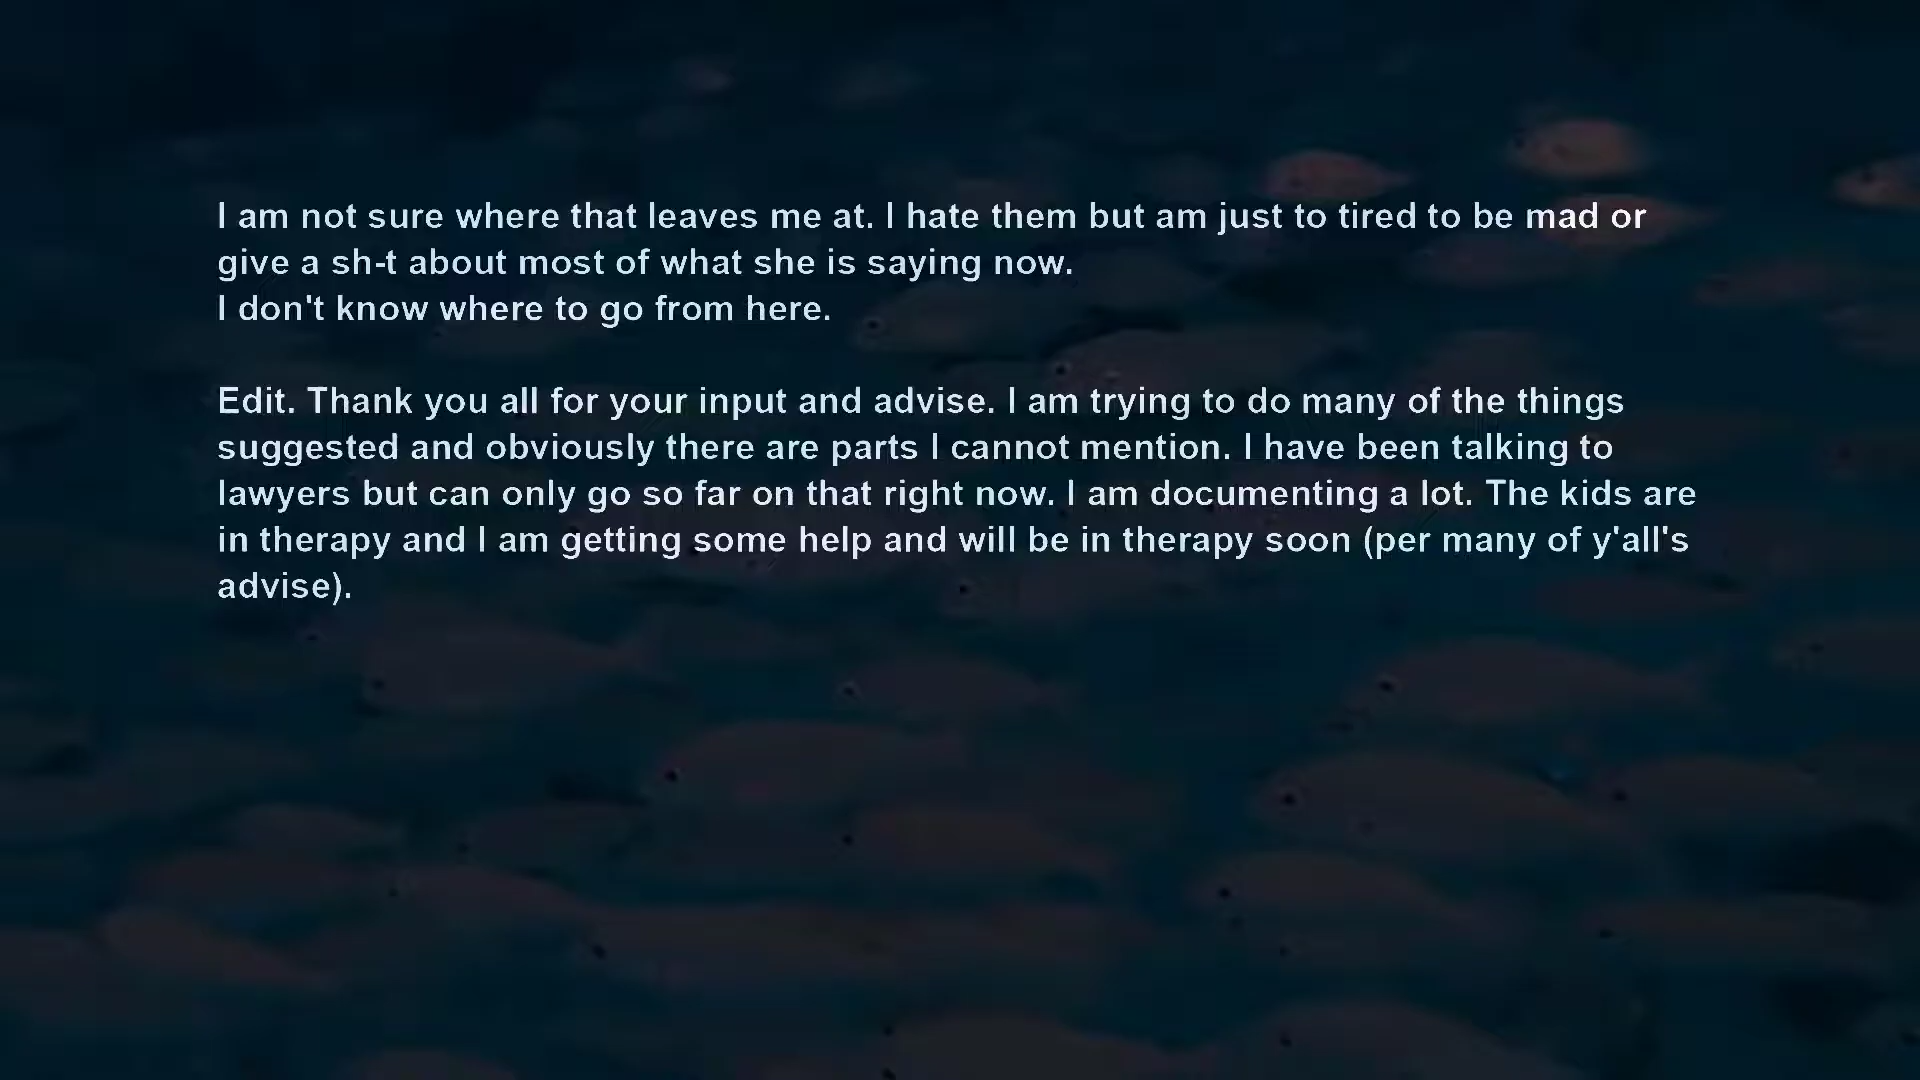 I am not sure where that leaves me at. I hate them but am just to tired to be mad or
give a sh-t about most of what she is saying now.
I don't know where to go from here.
Edit. Thank you all for your input and advise. I am trying to do many of the things
suggested and obviously there are parts I cannot mention. I have been talking to
lawyers but can only go so far on that right now. I am documenting a lot. The kids are
in therapy and I am getting some help and will be in therapy soon (per many of y'all's
advise).